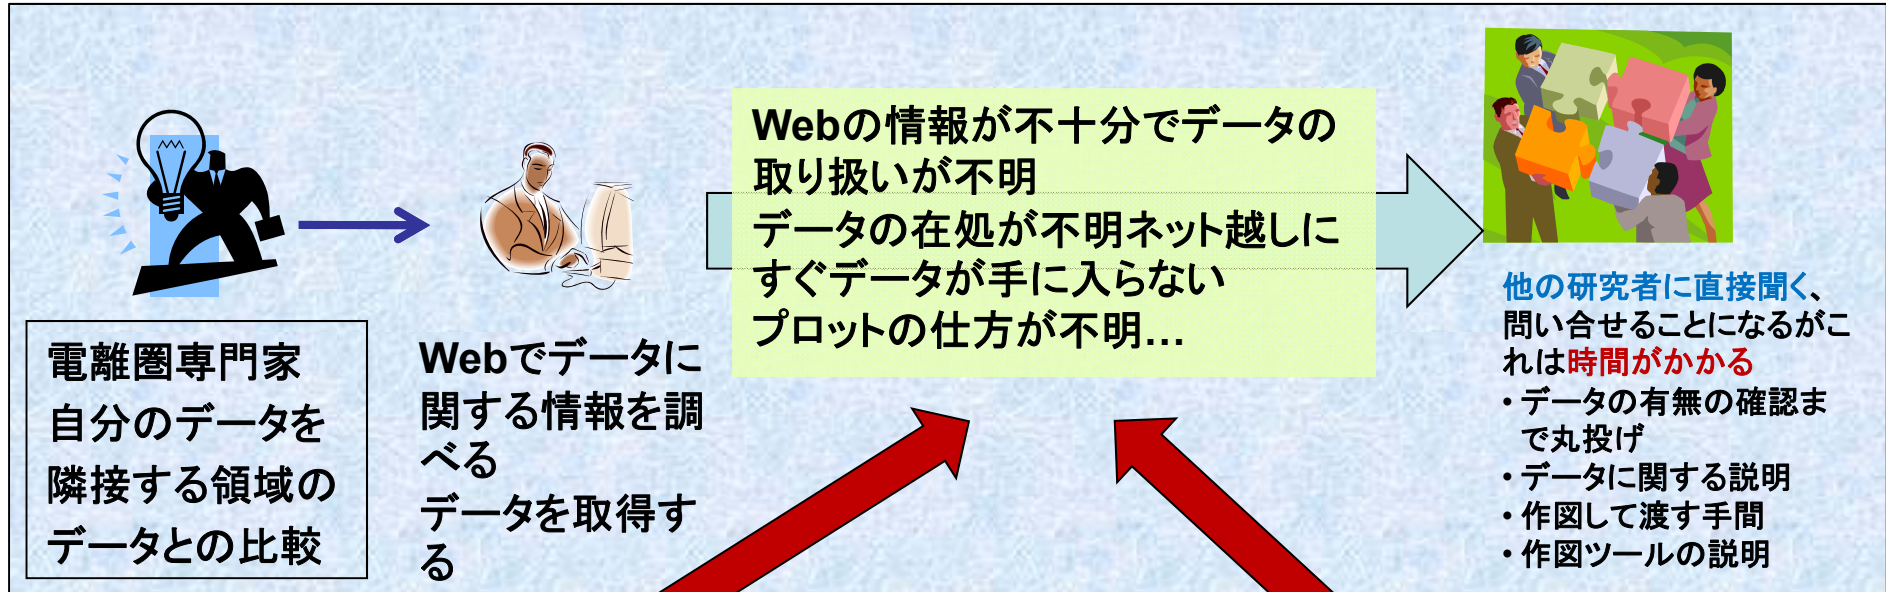 電離圏専門家
自分のデータを
隣接する領域の
データとの比較
Webでデータに
関する情報を調
べる
データを取得す
る
Webの情報が不十分でデータの
取り扱いが不明
データの在処が不明ネット越しに
すぐデータが手に入らない
プロットの仕方が不明…
他の研究者に直接聞く、
問い合せることになるがこ
れは時間がかかる
・データの有無の確認ま
で丸投げ
・データに関する説明
・作図して渡す手間
・作図ツールの説明